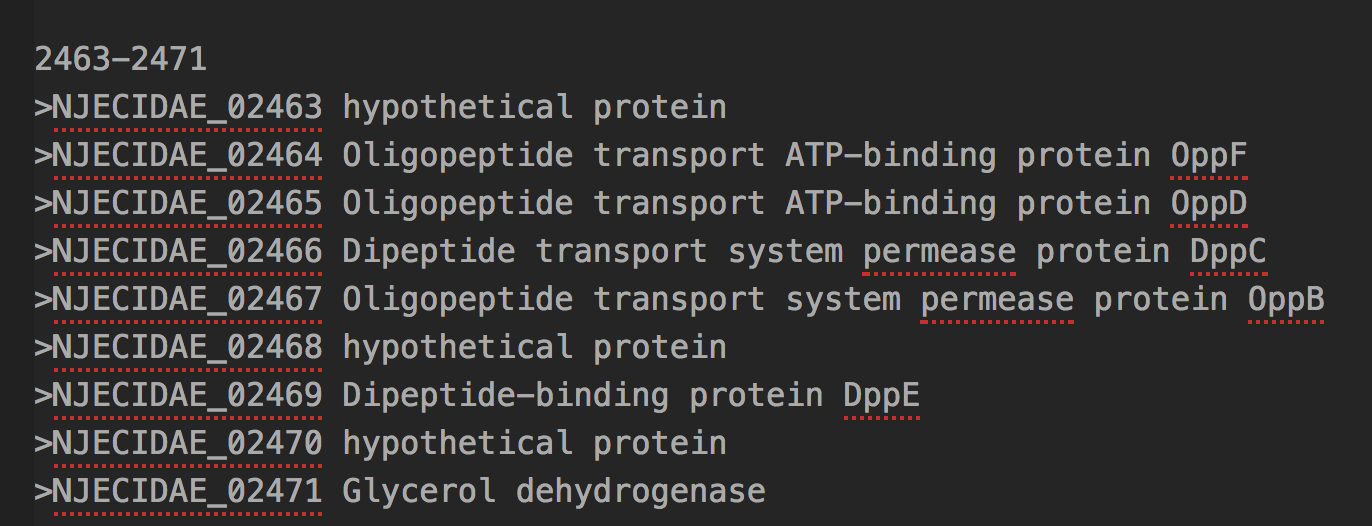 2463-2471
>NJECIDAE_02463 hypothetical protein
>NJECIDAE_02464 Oligopeptide transport ATP-binding protein OppF
>NJECIDAE_02465 Oligopeptide transport ATP-binding protein OppD
>NJECIDAE_02466 Dipeptide transport system permease protein DppC
>NJECIDAE_02467 Oligopeptide transport system permease protein OppB
>NJECIDAE_02468 hypothetical protein
>NJECIDAE_02469 Dipeptide-binding protein DppE
>NJECIDAE_02470 hypothetical protein
>NJECIDAE_02471 Glycerol dehydrogenase